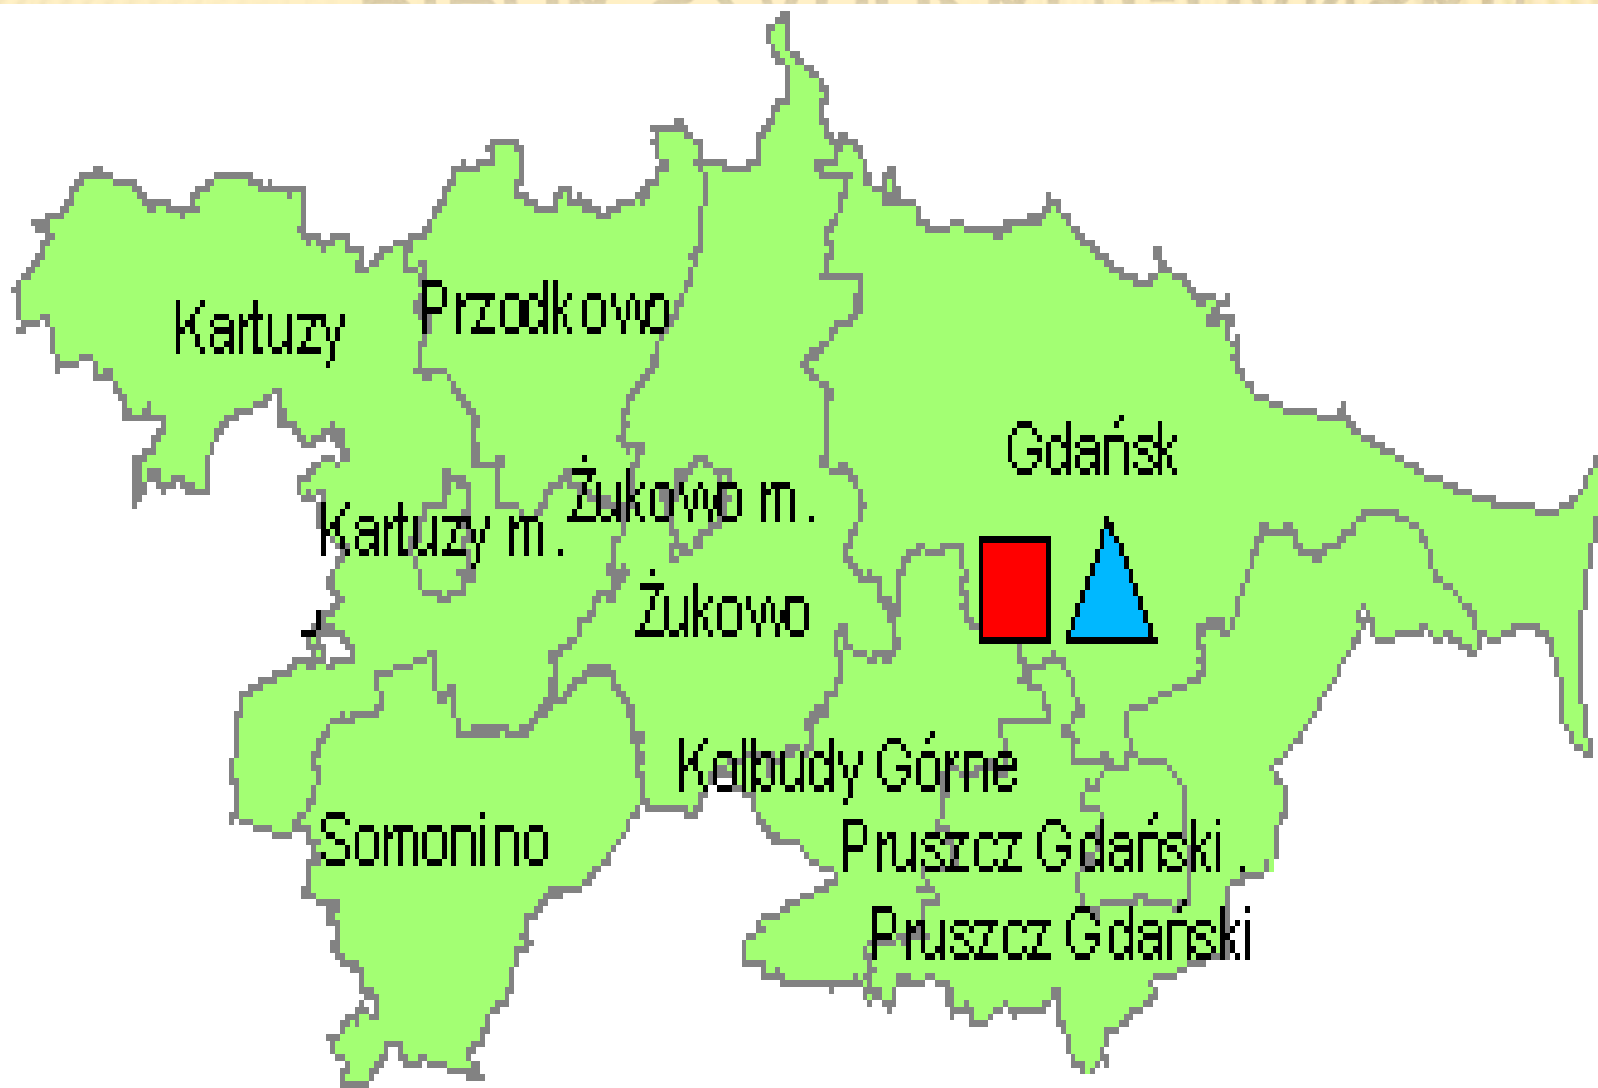 Przodkowo
Kartuzy
Gdańsk
Żukowo m.
Kartuzy m.
Żukowo
Kolbudy Górne
Somonino
Pruszcz Gdański
Pruszcz Gdański